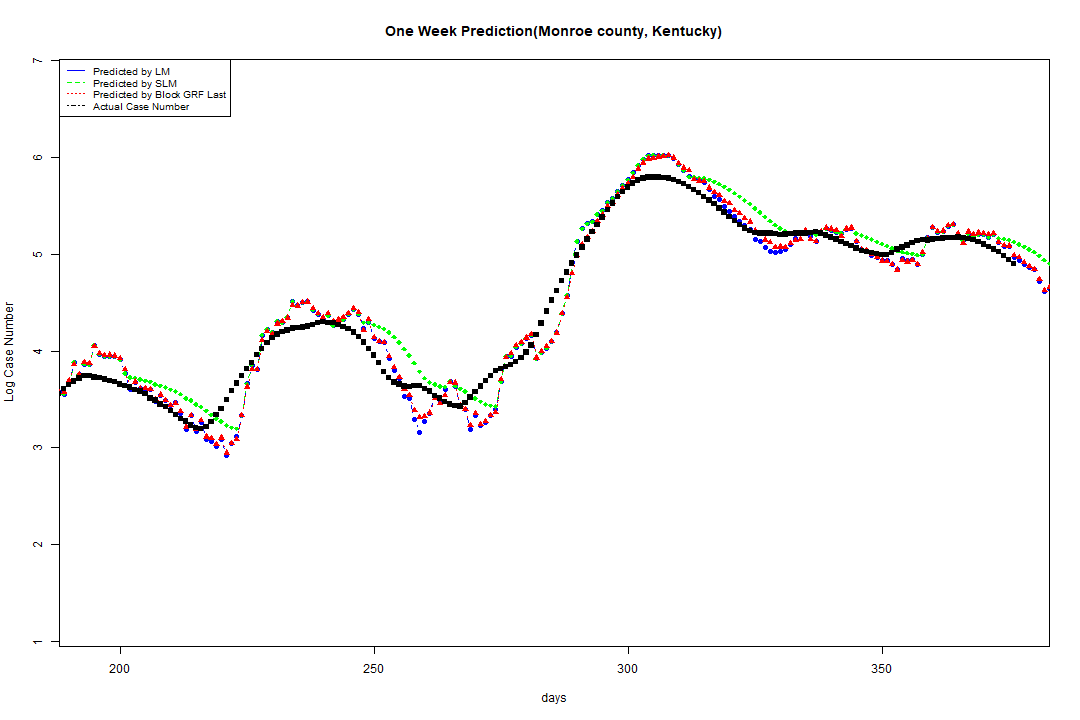 One Week Prediction(Monroe county, Kentucky)
Predicted by LM
Predicted by SLM
Predicted by Block GRF Last
Actual Case Number
7
6
5
4
3
2
1
Log Case Number
200 250 300 350
days